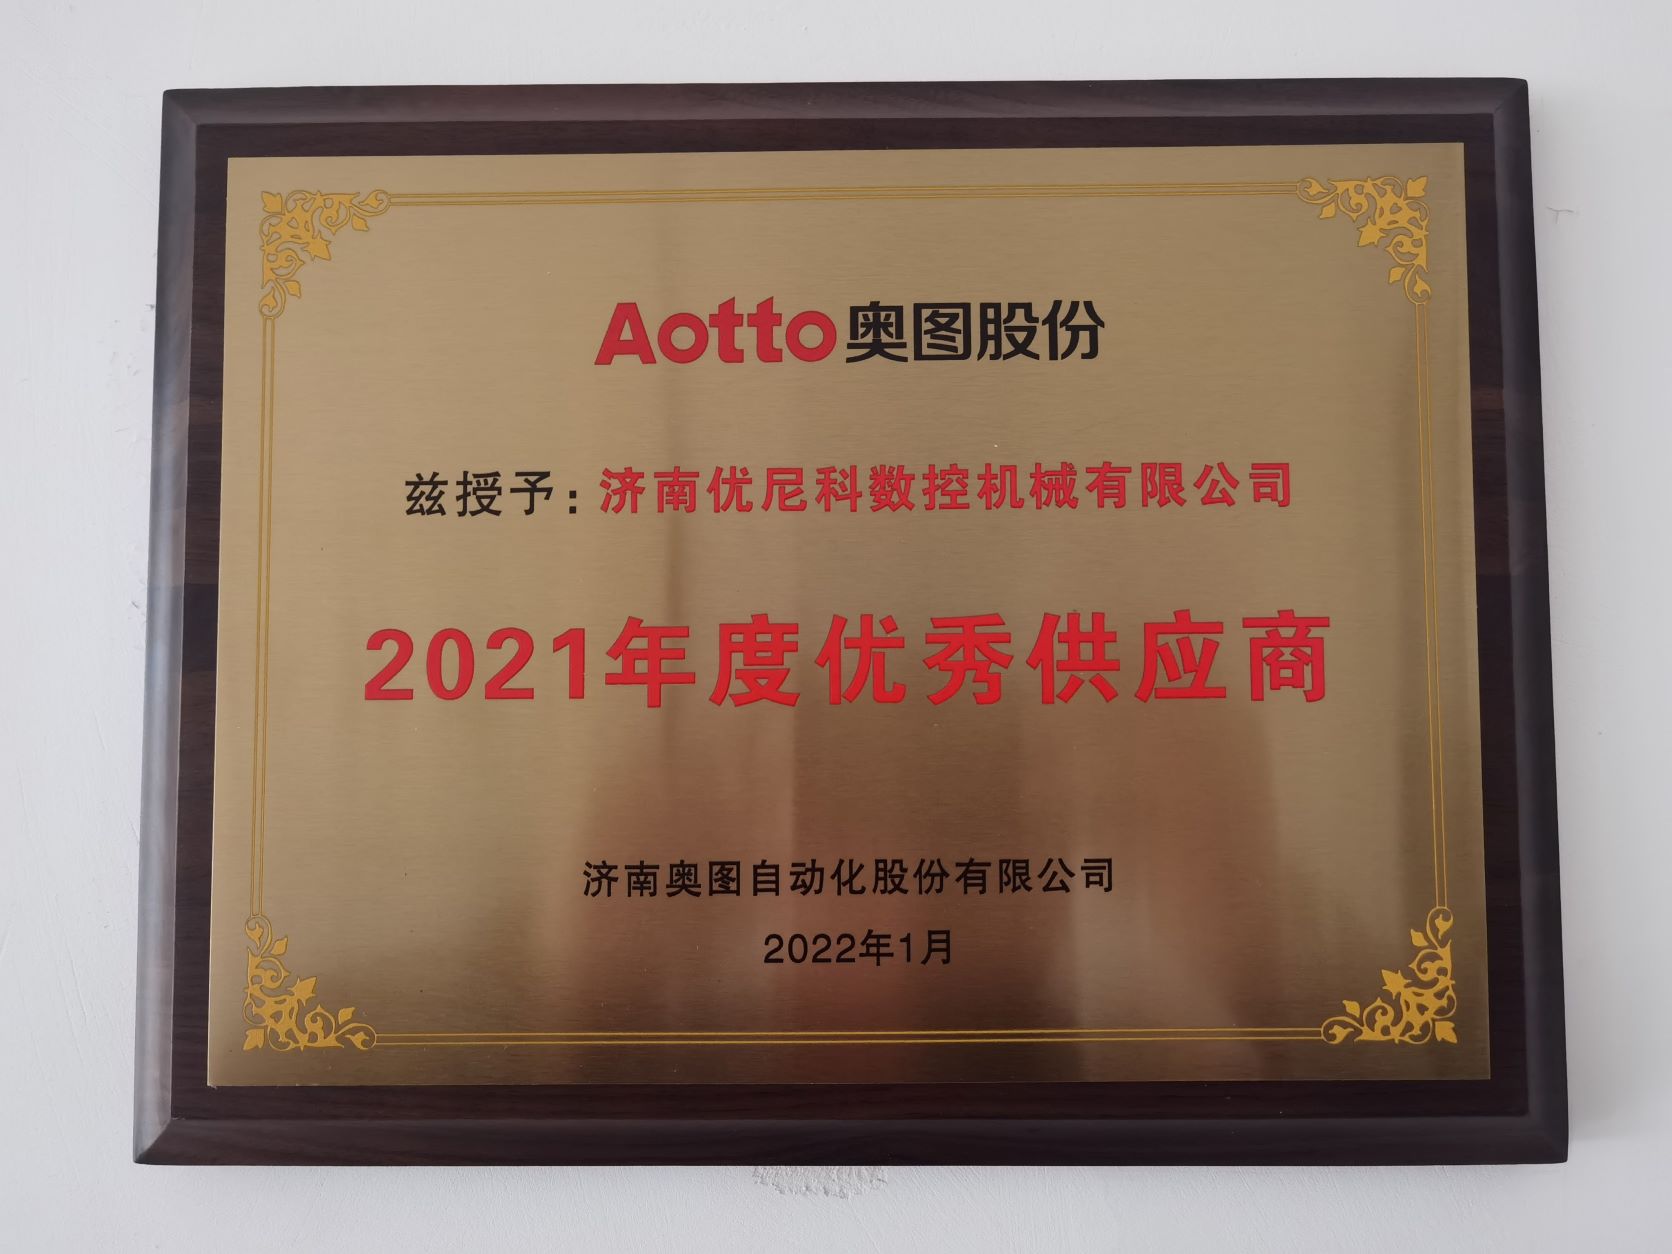 Aotto奥图股份
兹授予:济南优尼科数控机械有限公司
2021年度优秀供应商
济南奥图自动化股份有限公司
2022年1月